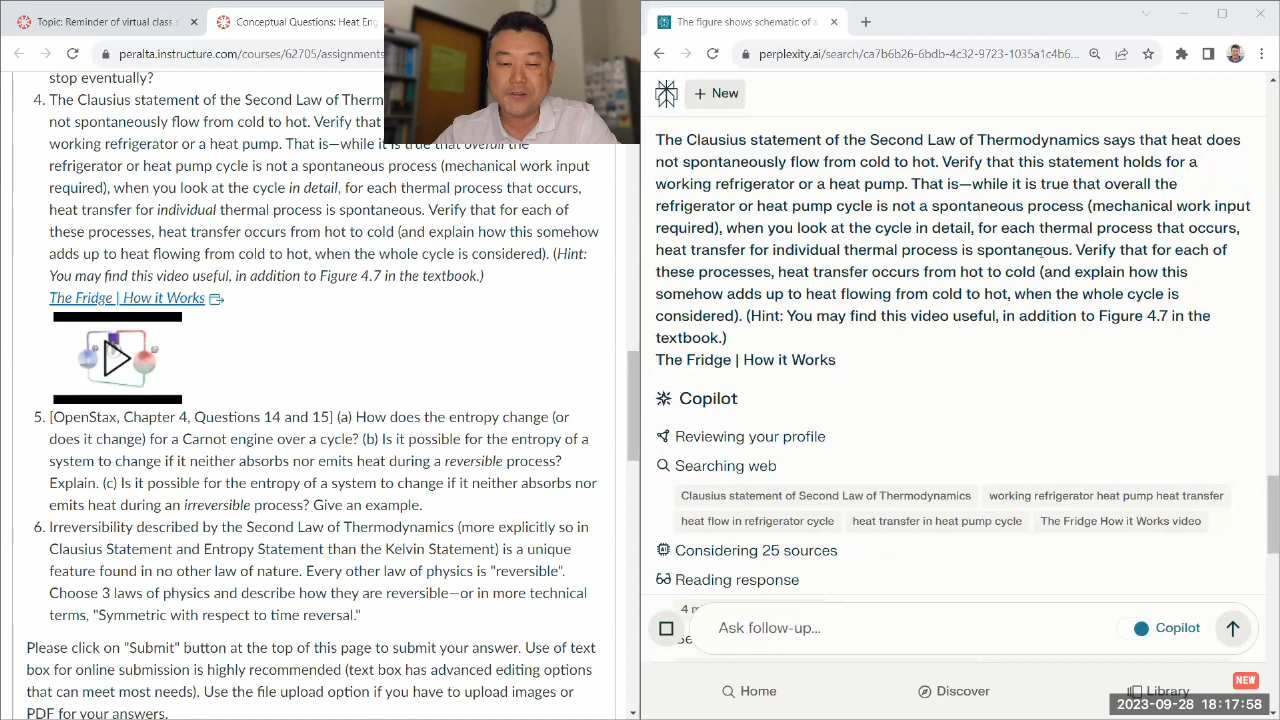 Topic: Reminder of virtual class s
Conceptual Questions: Heat Eng
peralta.instructure.com/courses/62705/assignments
stop eventually?
4. The Clausius statement of the Second Law of Therm
not spontaneously flow from cold to hot. Verify that
working refrigerator or a heat pump. That is—while it is true that overall the
refrigerator or heat pump cycle is not a spontaneous process (mechanical work input
required), when you look at the cycle in detail, for each thermal process that occurs,
heat transfer for individual thermal process is spontaneous. Verify that for each of
these processes, heat transfer occurs from hot to cold (and explain how this somehow
adds up to heat flowing from cold to hot, when the whole cycle is considered). (Hint:
You may find this video useful, in addition to Figure 4.7 in the textbook.)
The Fridge | How it Works
5. [OpenStax, Chapter 4, Questions 14 and 15] (a) How does the entropy change (or
does it change) for a Carnot engine over a cycle? (b) Is it possible for the entropy of a
system to change if it neither absorbs nor emits heat during a reversible process?
Explain. (c) Is it possible for the entropy of a system to change if it neither absorbs nor
emits heat during an irreversible process? Give an example.
6. Irreversibility described by the Second Law of Thermodynamics (more explicitly so in
Clausius Statement and Entropy Statement than the Kelvin Statement) is a unique
feature found in no other law of nature. Every other law of physics is "reversible".
Choose 3 laws of physics and describe how they are reversible—or in more technical
terms, "Symmetric with respect to time reversal."
Please click on "Submit" button at the top of this page to submit your answer. Use of text
box for online submission is highly recommended (text box has advanced editing options
that can meet most needs). Use the file upload option if you have to upload images or
PDF for your answers.
The figure shows schematic of a
perplexity.ai/search/ca7b6b26-6bdb-4c32-9723-1035a1c4b6...
New
The Clausius statement of the Second Law of Thermodynamics says that heat does
not spontaneously flow from cold to hot. Verify that this statement holds for a
working refrigerator or a heat pump. That is—while it is true that overall the
refrigerator or heat pump cycle is not a spontaneous process (mechanical work input
required), when you look at the cycle in detail, for each thermal process that occurs,
heat transfer for individual thermal process is spontaneous. Verify that for each of
these processes, heat transfer occurs from hot to cold (and explain how this
somehow adds up to heat flowing from cold to hot, when the whole cycle is
considered). (Hint: You may find this video useful, in addition to Figure 4.7 in the
textbook.)
The Fridge | How it Works
Copilot
Reviewing your profile
Searching web
Clausius statement of Second Law of Thermodynamics
working refrigerator heat pump heat transfer
heat flow in refrigerator cycle
heat transfer in heat pump cycle
The Fridge How it Works video
Considering 25 sources
Reading response
Ask follow-up...
Copilot
Home
Discover
Library
NEW
2023-09-28 18:17:58